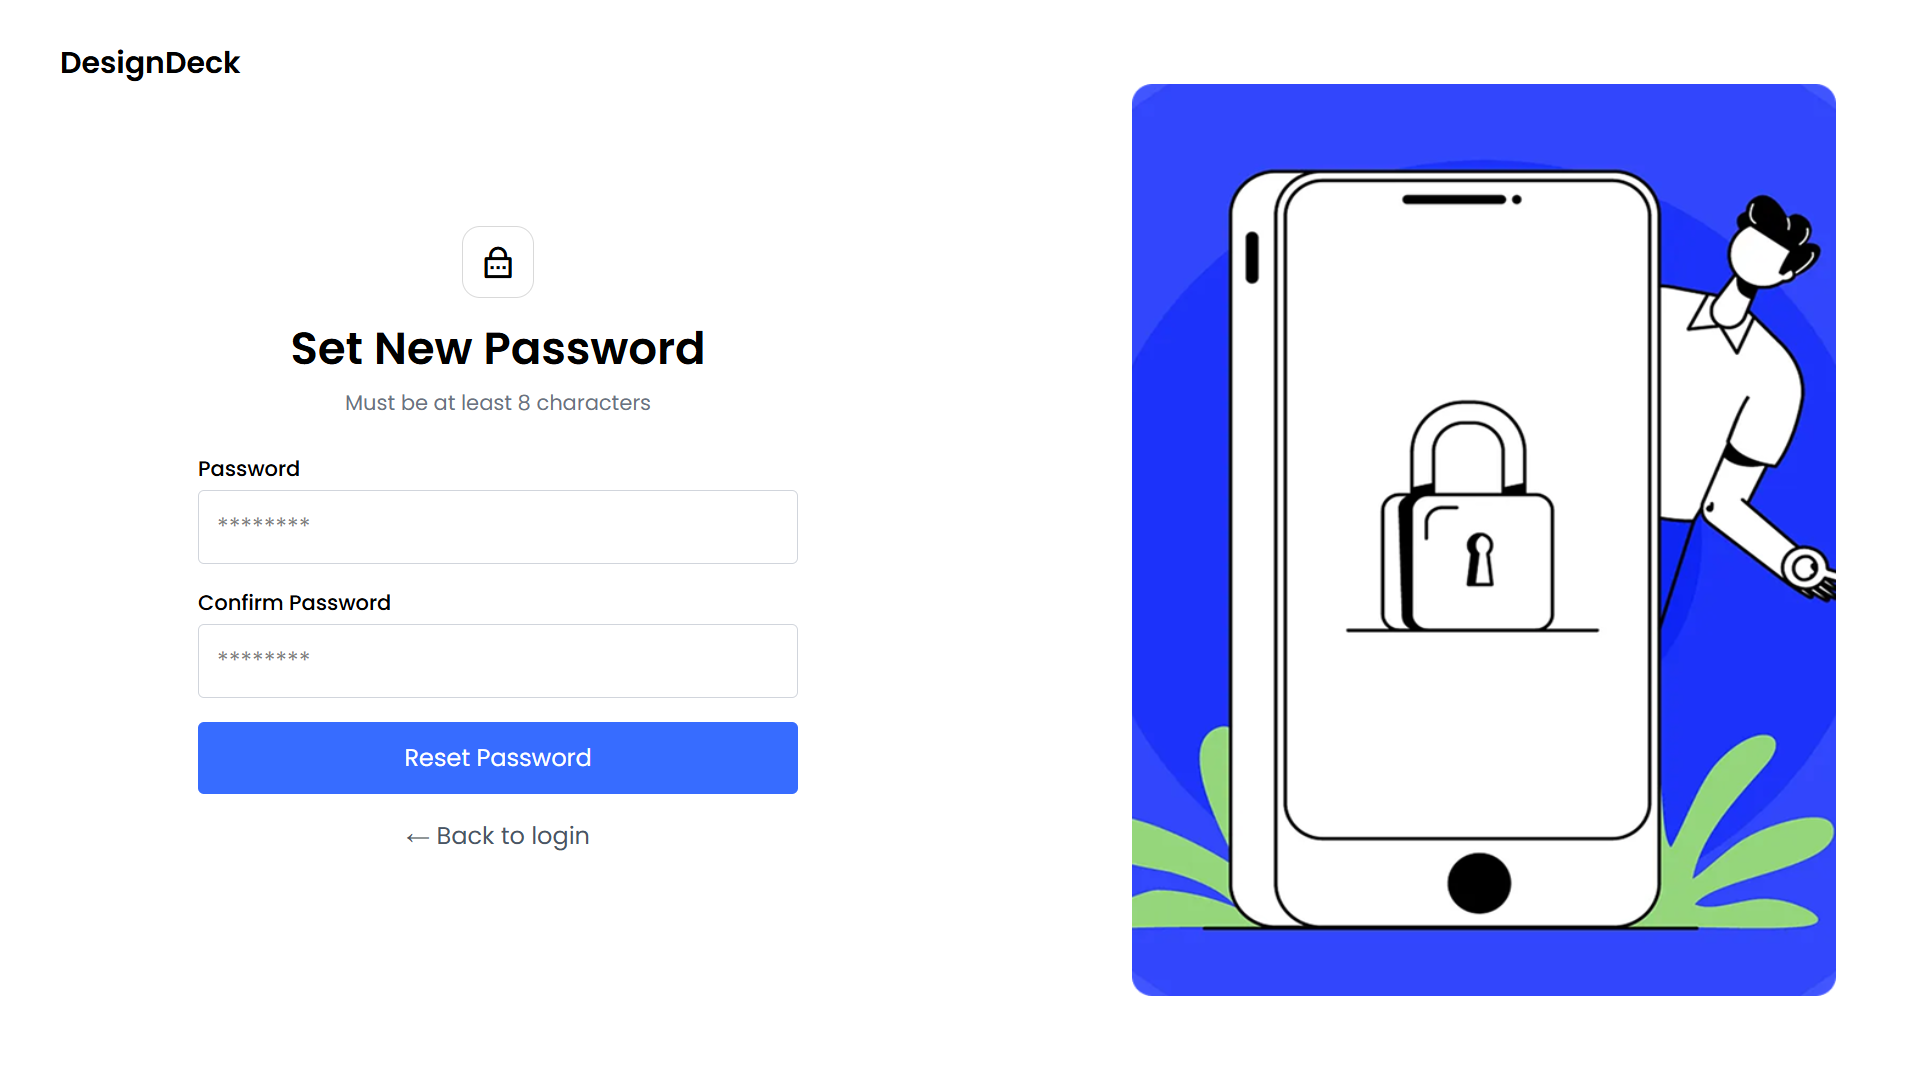 DesignDeck
Set New Password
Must be at least 8 characters
Password
********
Confirm Password
********
Reset Password
← Back to login